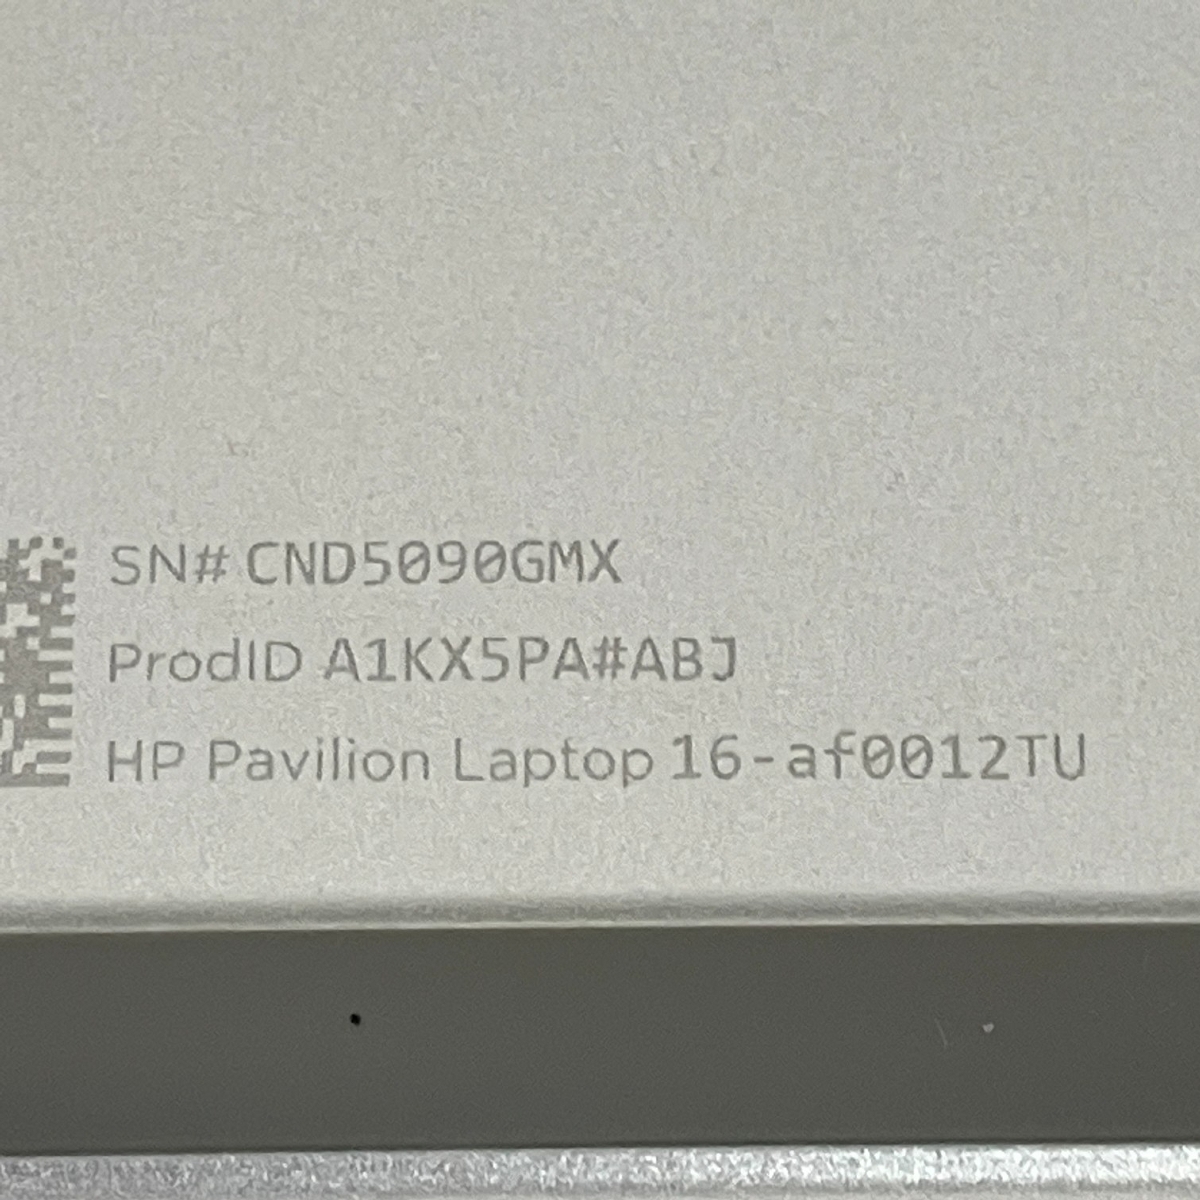 SN# CND5090GMX
ProdID A1KX5PA#ABJ
HP Pavilion Laptop 16-af0012TU